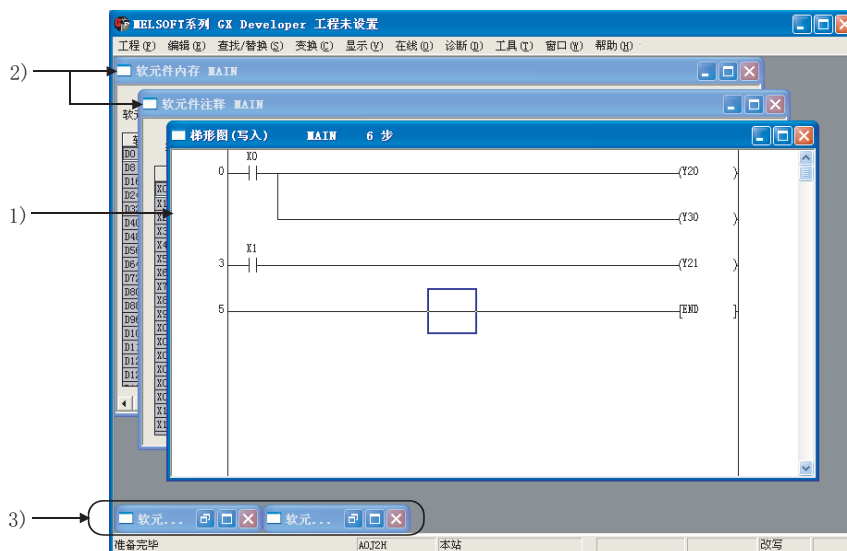 MELSOFT系列 GX Developer 工程未设置
工程(F) 编辑(E) 查找/替换(S) 变换(C) 显示(V) 在线(O) 诊断(D) 工具(T) 窗口(W) 帮助(H)
2)
软元件内存 MAIN
软元件注释 MAIN
梯形图(写入) MAIN 6 步
X0
0 (Y20 )
1)
(Y30 )
X1
3 (Y21 )
5 [END ]
D0
D8
3)
软元... 软元...
准备完毕 A0J2H 本站 改写